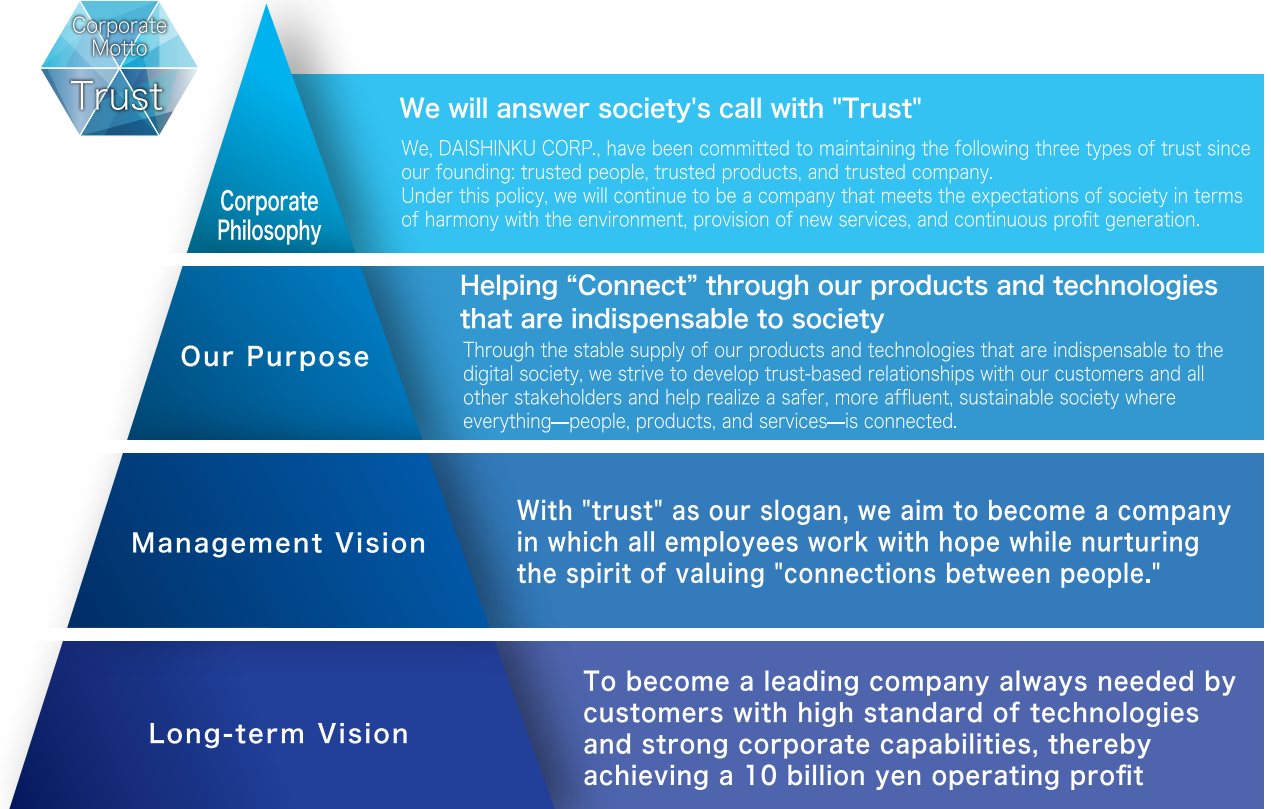 Corporate
Motto
Trust
Corporate
Philosophy
We will answer society's call with "Trust"
We, DAISHINKU CORP., have been committed to maintaining the following three types of trust since
our founding: trusted people, trusted products, and trusted company.
Under this policy, we will continue to be a company that meets the expectations of society in terms
of harmony with the environment, provision of new services, and continuous profit generation.
Our Purpose
Helping “Connect” through our products and technologies
that are indispensable to society
Through the stable supply of our products and technologies that are indispensable to the
digital society, we strive to develop trust-based relationships with our customers and all
other stakeholders and help realize a safer, more affluent, sustainable society where
everything—people, products, and services—is connected.
Management Vision
With "trust" as our slogan, we aim to become a company
in which all employees work with hope while nurturing
the spirit of valuing "connections between people."
Long-term Vision
To become a leading company always needed by
customers with high standard of technologies
and strong corporate capabilities, thereby
achieving a 10 billion yen operating profit